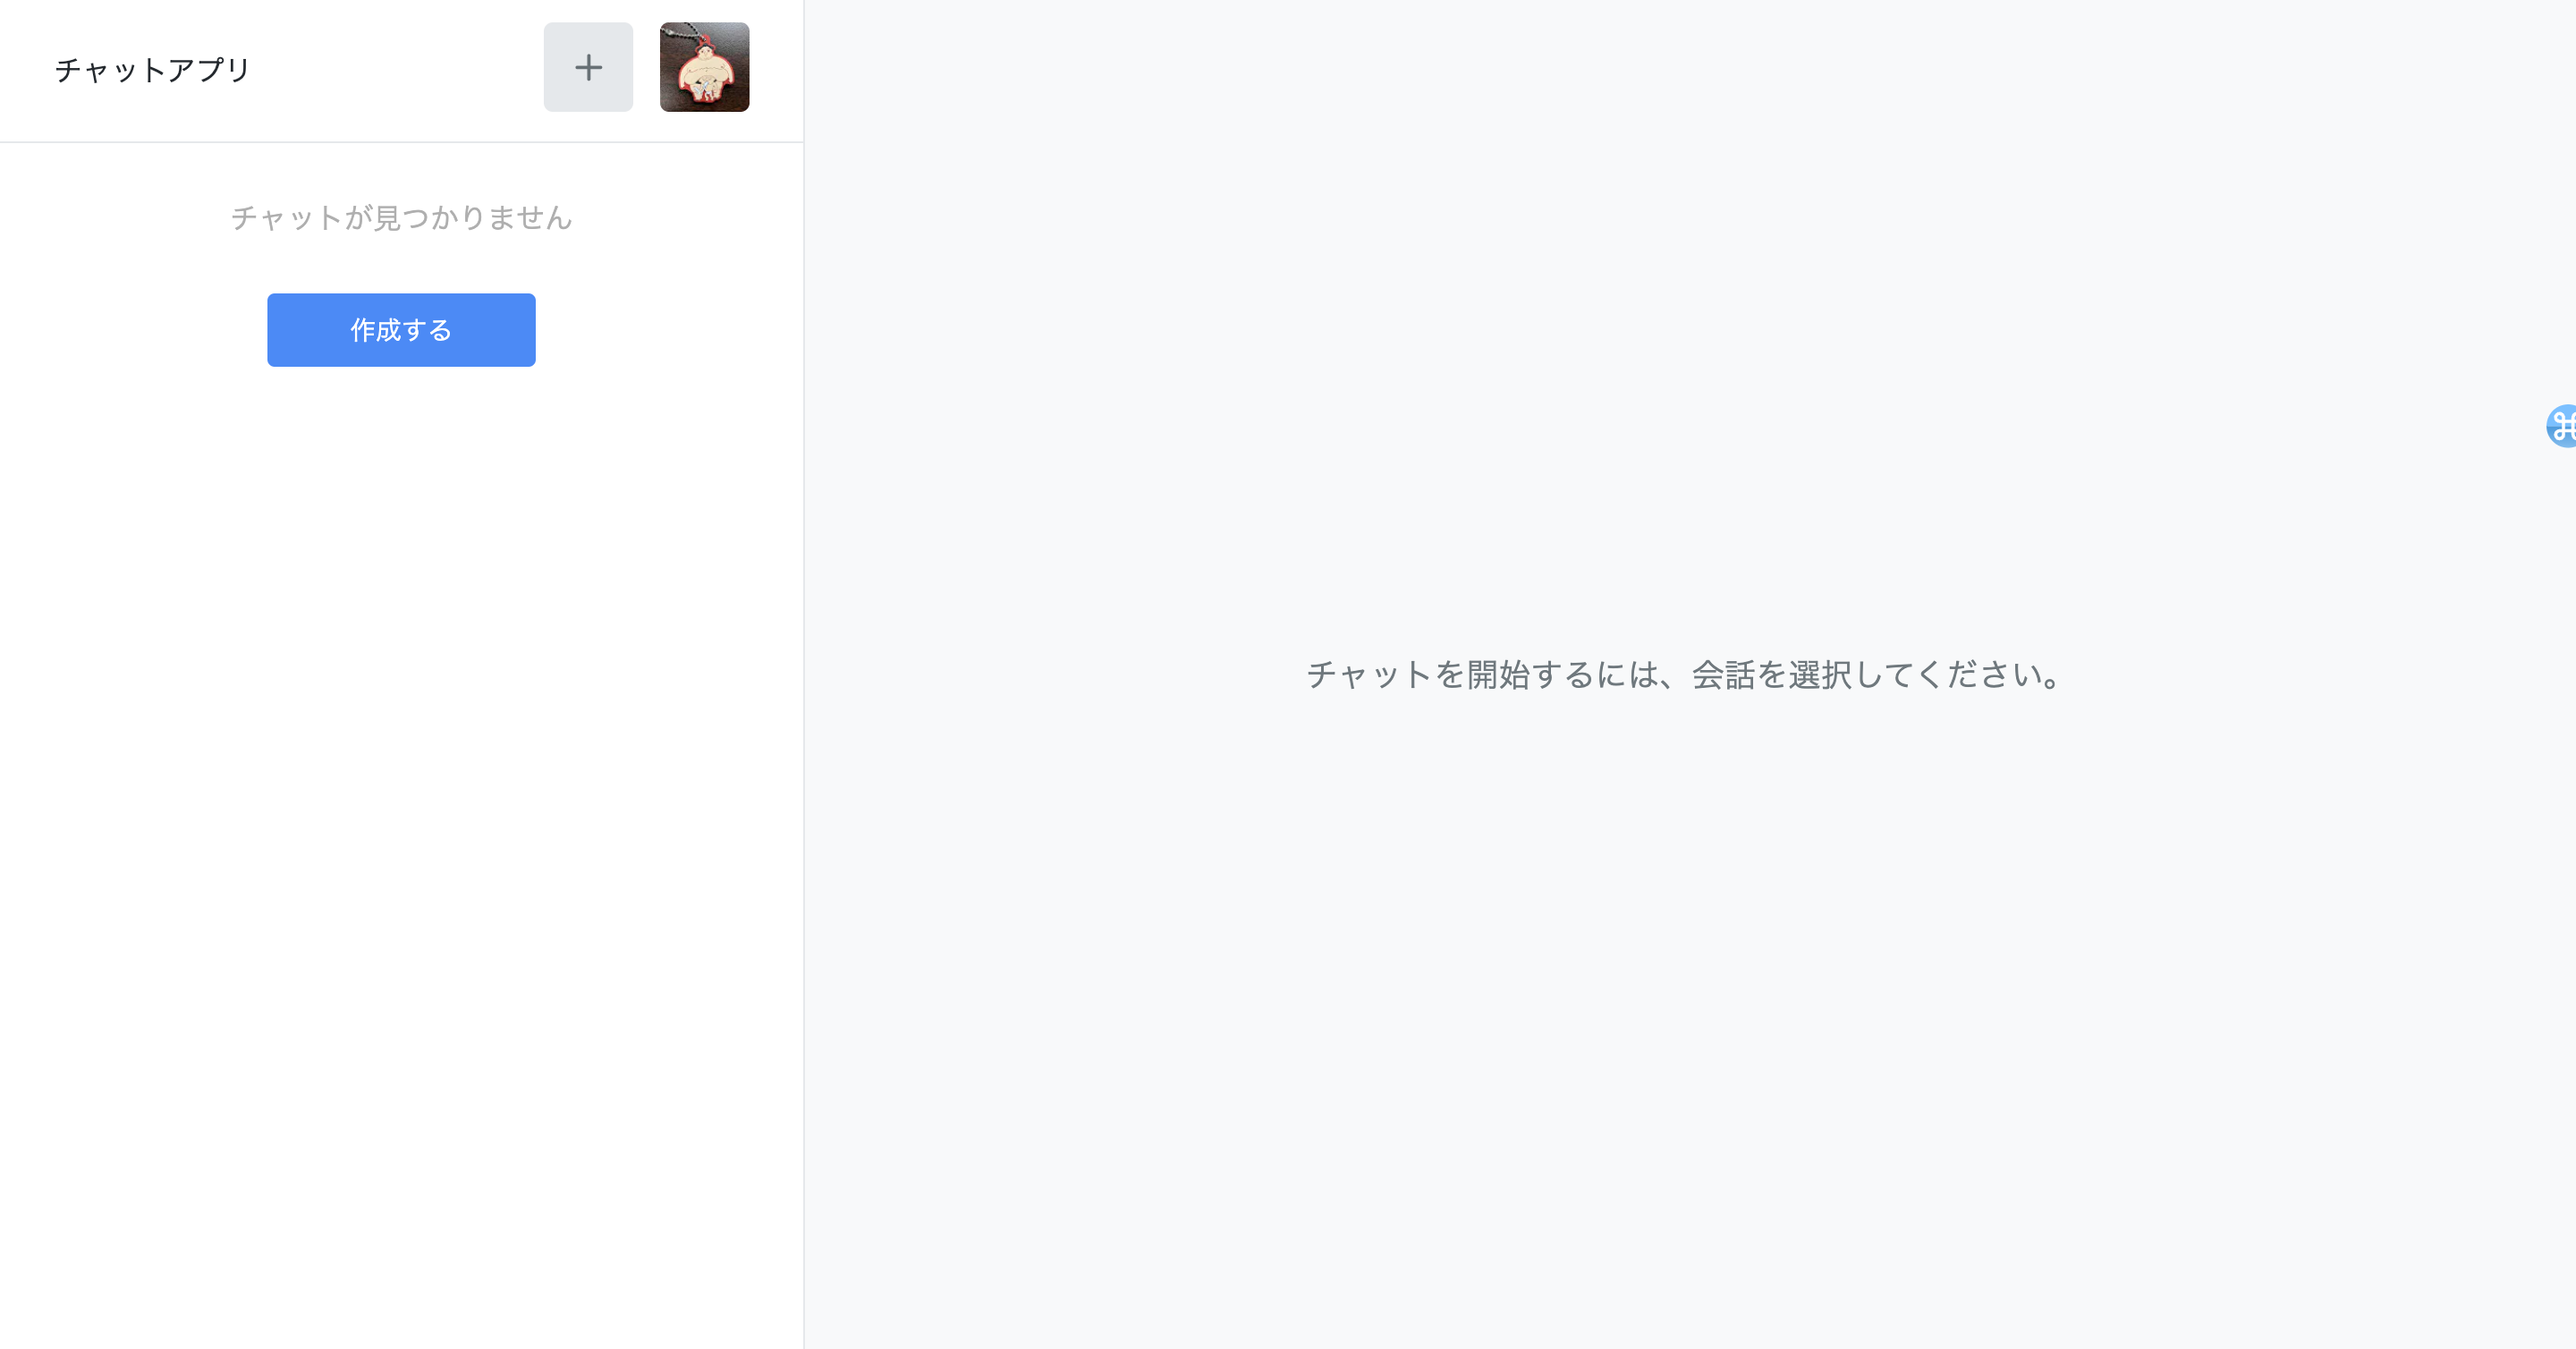 チャットアプリ
チャットが見つかりません
作成する
チャットを開始するには、会話を選択してください。